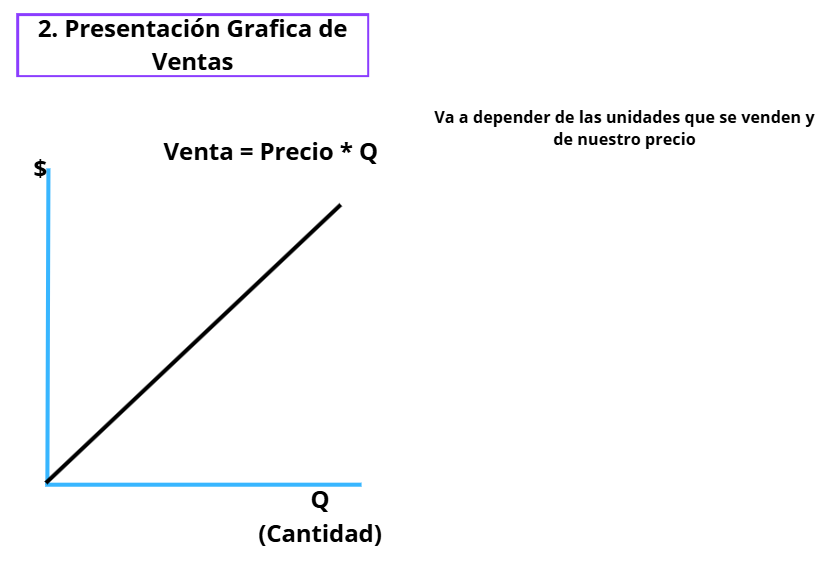 2. Presentación Grafica de
Ventas
Va a depender de las unidades que se venden y
de nuestro precio
Venta = Precio * Q
$
Q
(Cantidad)